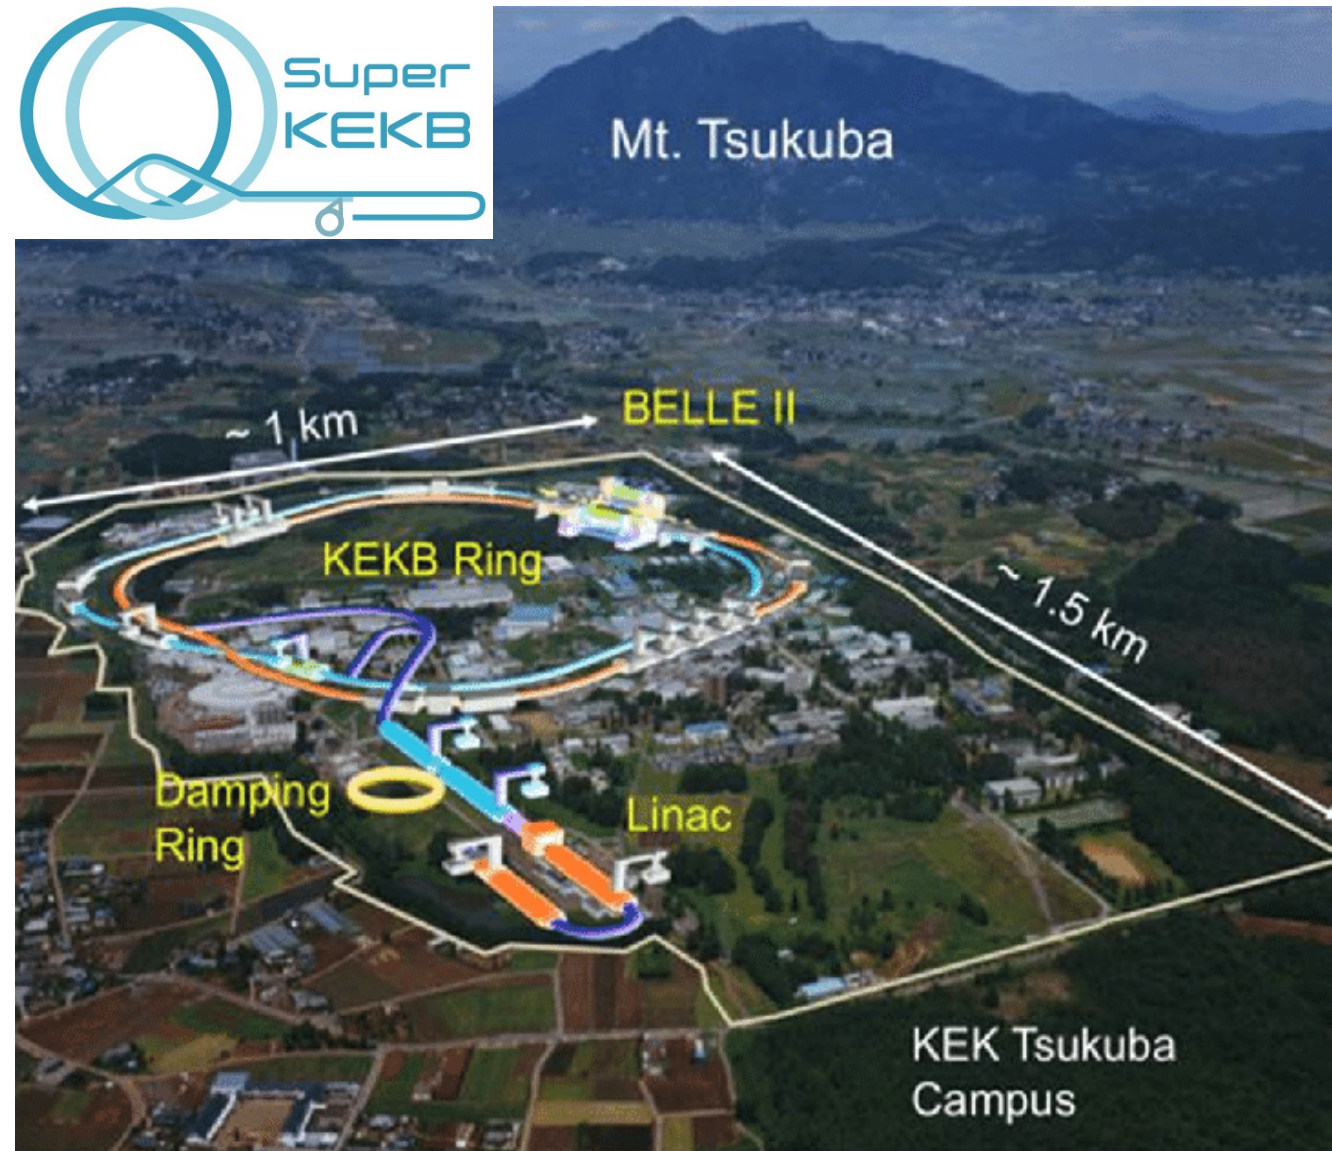 Super
KEKB
Mt. Tsukuba
~ 1 km
BELLE II
KEKB Ring
~ 1.5 km
Damping
Ring
Linac
KEK Tsukuba
Campus